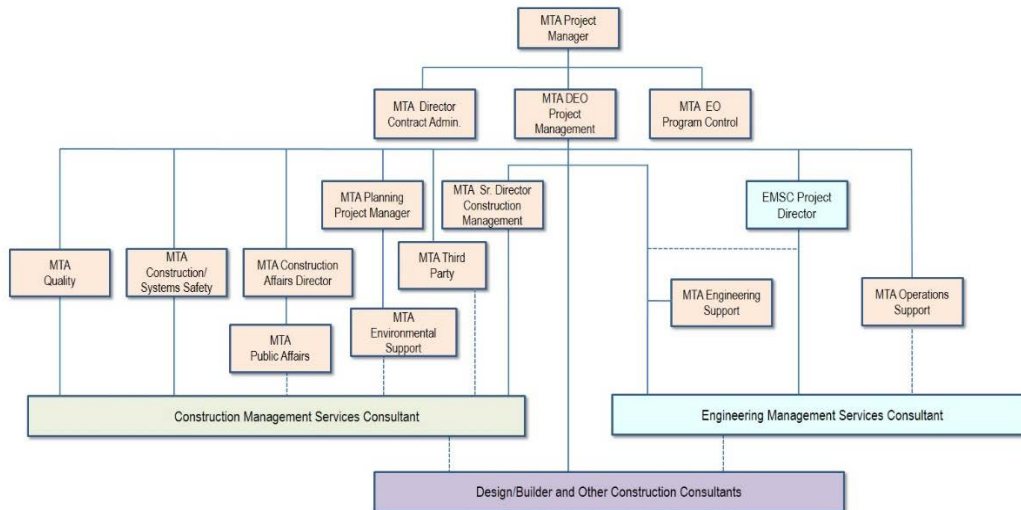 MTA Project
Manager
MTA Director
Contract Admin.
MTA DEO
Project
Management
MTA EO
Program Control
MTA Planning
Project Manager
MTA Sr. Director
Construction
Management
EMSC Project
Director
MTA
Quality
MTA
Construction/
Systems Safety
MTA Construction
Affairs Director
MTA Third
Party
MTA Engineering
Support
MTA Operations
Support
MTA
Public Affairs
MTA
Environmental
Support
Construction Management Services Consultant
Engineering Management Services Consultant
Design/Builder and Other Construction Consultants